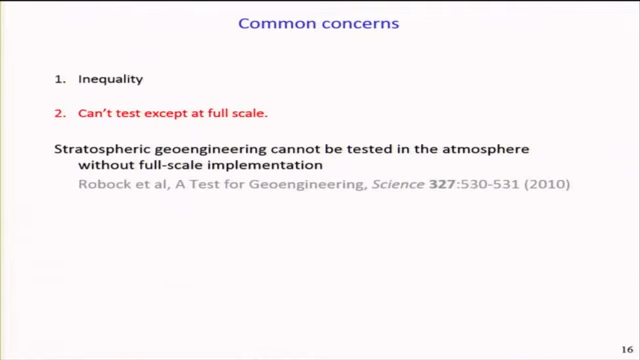 Common concerns
1. Inequality
2. Can't test except at full scale.
Stratospheric geoengineering cannot be tested in the atmosphere
without full-scale implementation
Robock et al, A Test for Geoengineering, Science 327:530-531 (2010)
16